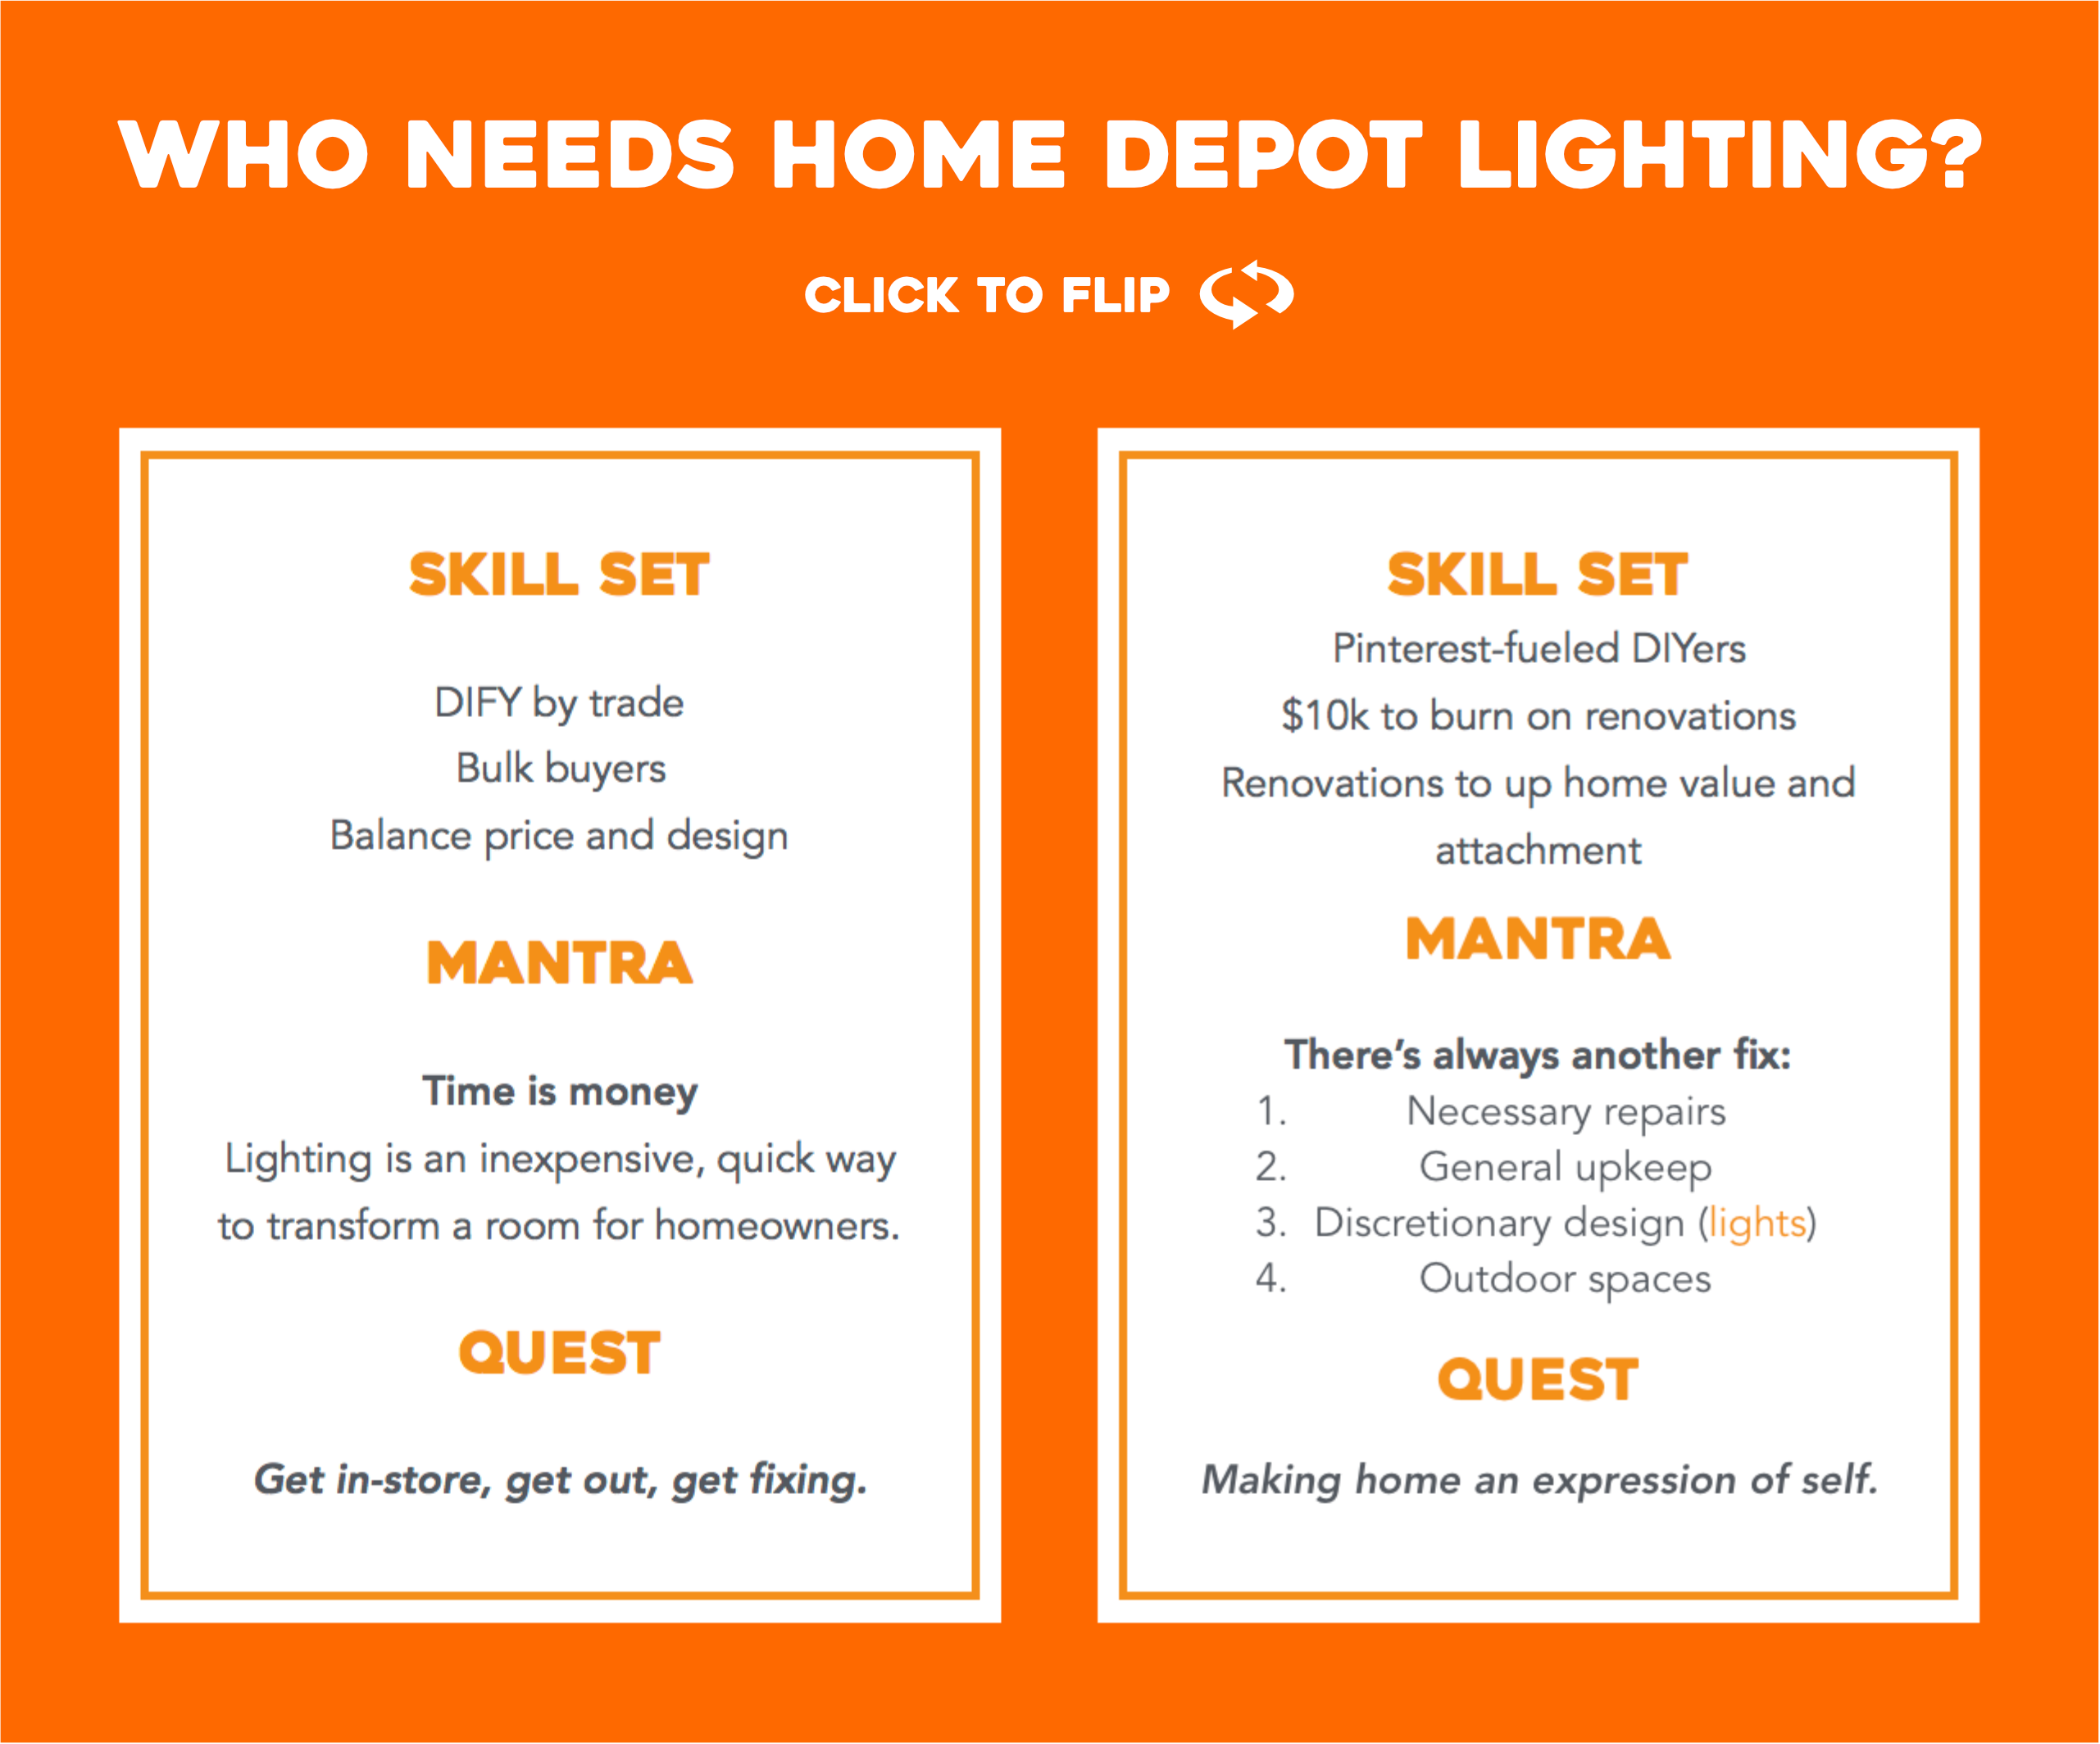 WHO NEEDS HOME DEPOT LIGHTING?
CLICK TO FLIP
SKILL SET
DIFY by trade
Bulk buyers
Balance price and design
MANTRA
Time is money
Lighting is an inexpensive, quick way
to transform a room for homeowners.
QUEST
Get in-store, get out, get fixing.
SKILL SET
Pinterest-fueled DIYers
$10k to burn on renovations
Renovations to up home value and
attachment
MANTRA
There’s always another fix:
1. Necessary repairs
2. General upkeep
3. Discretionary design (lights)
4. Outdoor spaces
QUEST
Making home an expression of self.